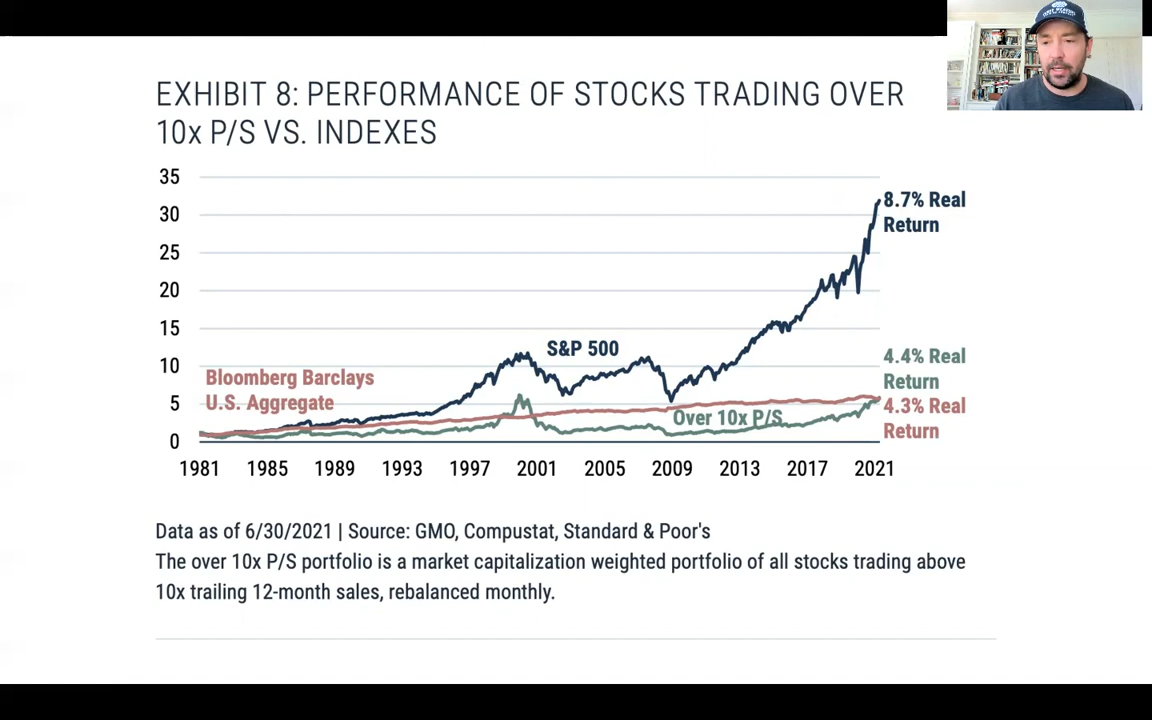 EXHIBIT 8: PERFORMANCE OF STOCKS TRADING OVER
10x P/S VS. INDEXES
35
30
25
20
15
10
5
0
8.7% Real
Return
S&P 500
Bloomberg Barclays
U.S. Aggregate
4.4% Real
Return
4.3% Real
Return
Over 10x P/S
1981 1985 1989 1993 1997 2001 2005 2009 2013 2017 2021
Data as of 6/30/2021 | Source: GMO, Compustat, Standard & Poor's
The over 10x P/S portfolio is a market capitalization weighted portfolio of all stocks trading above
10x trailing 12-month sales, rebalanced monthly.